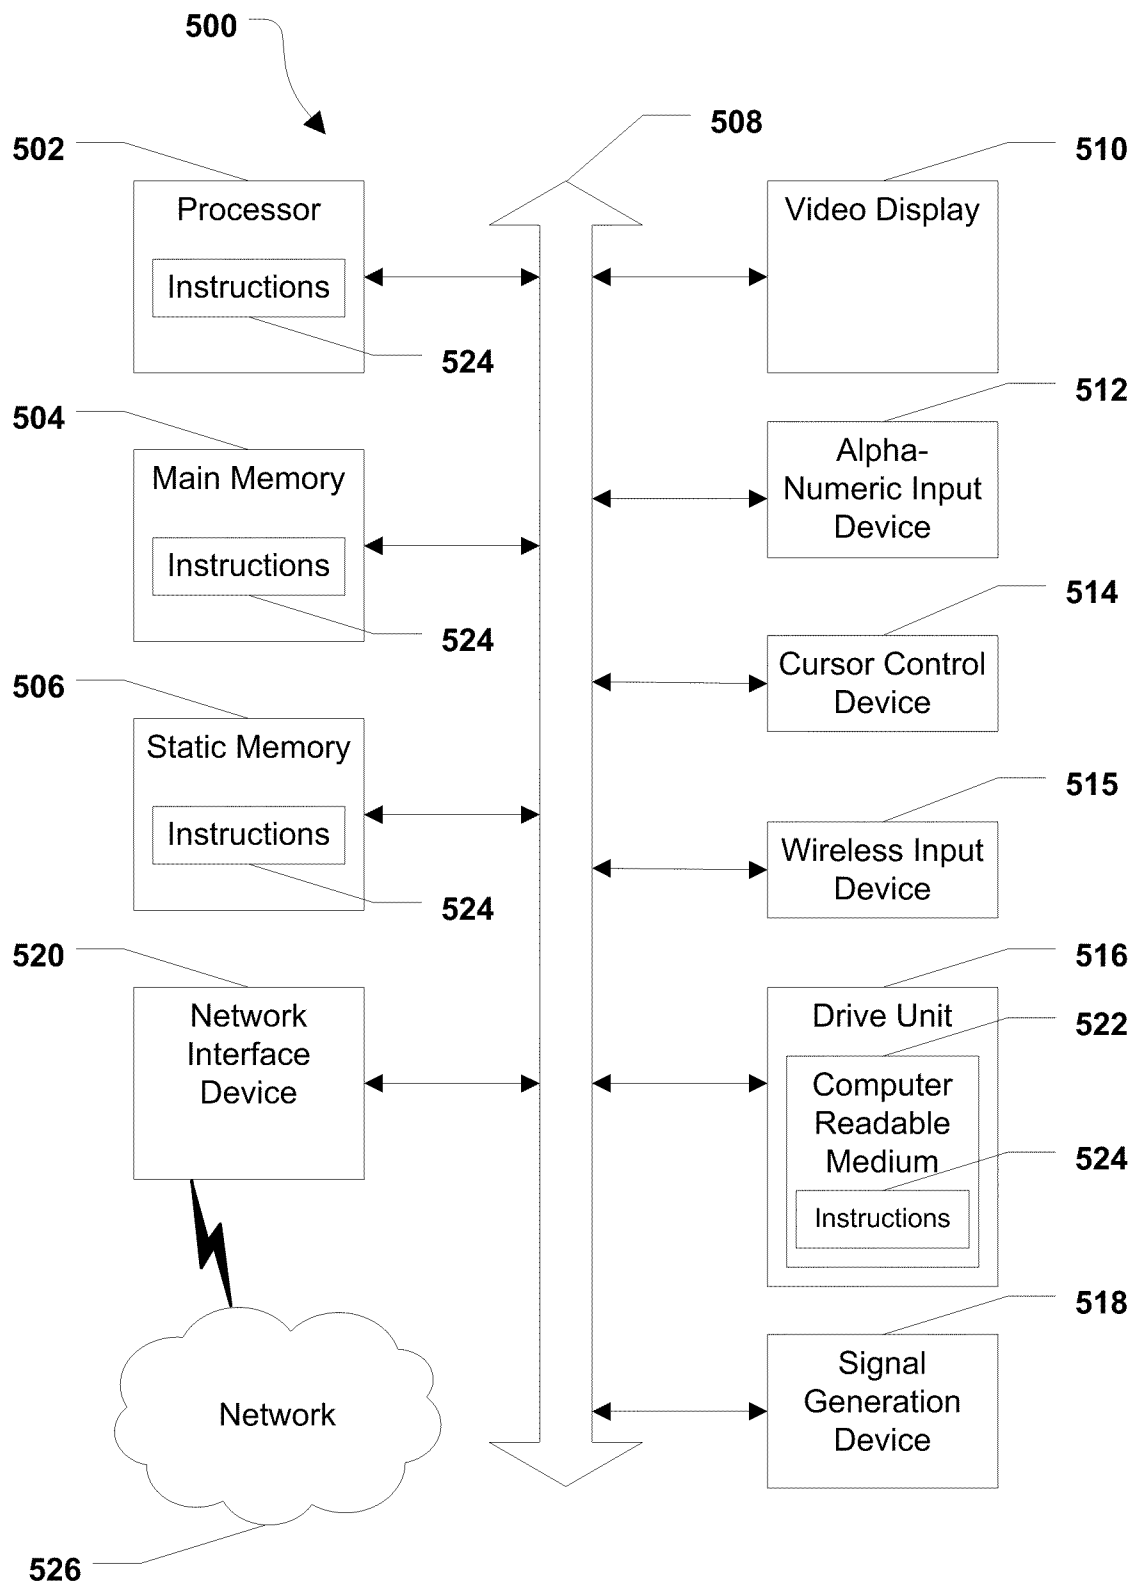 500
508
502
510
Processor
Video Display
Instructions
524
512
504
Alpha-
Numeric Input
Device
Main Memory
Instructions
514
524
Cursor Control
Device
506
Static Memory
515
Instructions
Wireless Input
Device
524
520
516
Network
Interface
Device
Drive Unit
522
Computer
Readable
Medium
524
Instructions
518
Signal
Generation
Device
Network
526